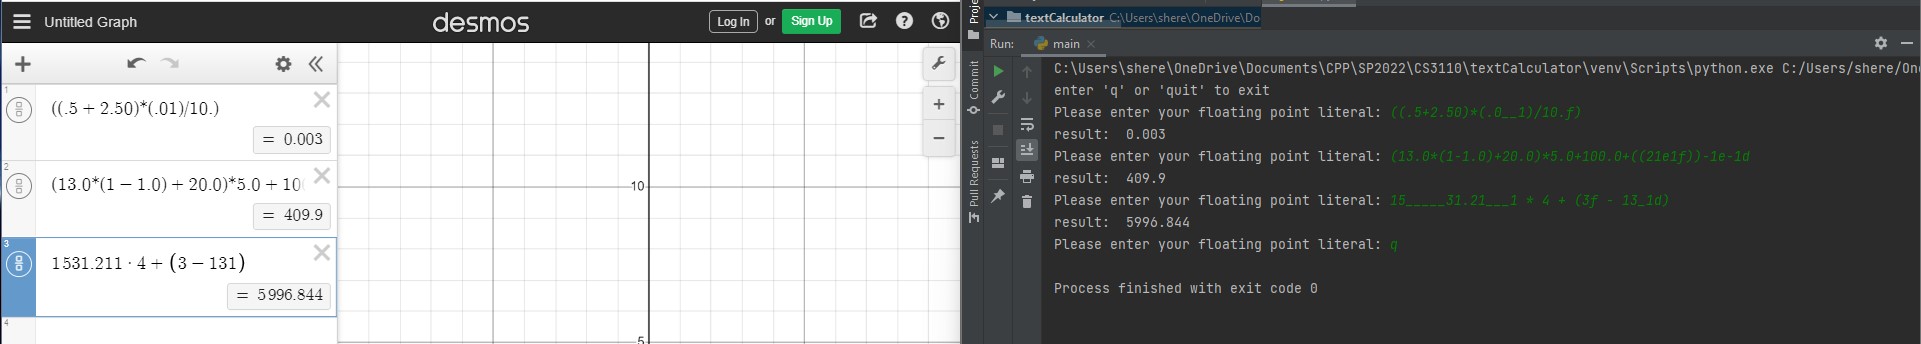 Untitled Graph
desmos
Log In or Sign Up
1
((.5 + 2.50)*(.01)/10.)
= 0.003
2
(13.0*(1 − 1.0) + 20.0)*5.0 + 10
= 409.9
3
1531.211 · 4 + (3 − 131)
= 5996.844
4
10
5
textCalculator C:\Users\shere\OneDrive\Do
Run: main
Commit
Pull Requests
C:\Users\shere\OneDrive\Documents\CPP\SP2022\CS3110\textCalculator\venv\Scripts\python.exe C:/Users/shere/On
enter 'q' or 'quit' to exit
Please enter your floating point literal: ((.5+2.50)*(.0__1)/10.f)
result:  0.003
Please enter your floating point literal: (13.0*(1-1.0)+20.0)*5.0+100.0+((21e1f))-1e-1d
result:  409.9
Please enter your floating point literal: 15_____31.21___1 * 4 + (3f - 13_1d)
result:  5996.844
Please enter your floating point literal: q
Process finished with exit code 0